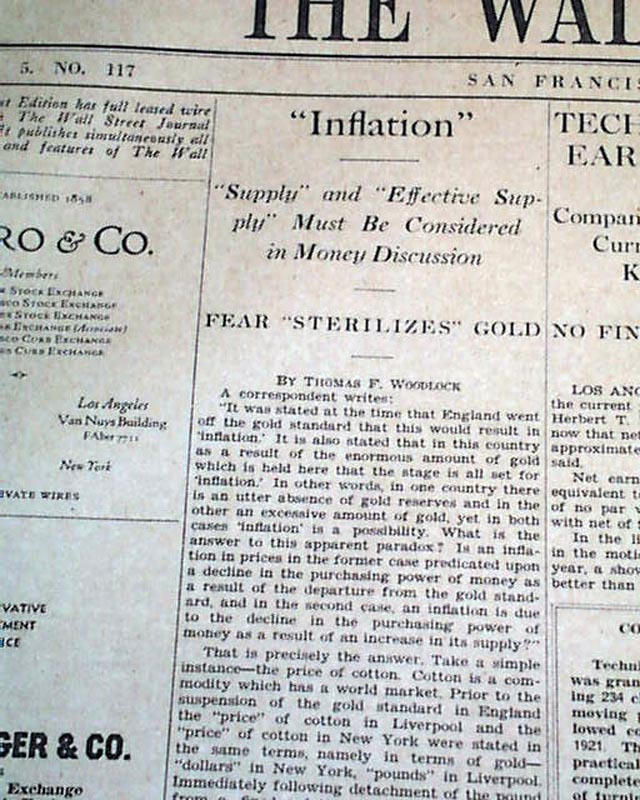 THE WAL
5. NO. 117
SAN FRANCIS
st Edition has full leased wire
The Wall Street Journal
publishes simultaneously all
and features of The Wall
ESTABLISHED 1858
RO & CO.
Members
K STOCK EXCHANGE
SCO STOCK EXCHANGE
S STOCK EXCHANGE
EXCHANGE (Associate)
SCO CURB EXCHANGE
ES CURB EXCHANGE
Los Angeles
Van Nuys Building
FAber 7711
New York
VATE WIRES
VATIVE
MENT
ICE
GER & CO.
Exchange
"Inflation"
"Supply" and "Effective Sup-
ply" Must Be Considered
in Money Discussion
FEAR "STERILIZES" GOLD
BY THOMAS F. WOODLOCK
A correspondent writes:
"It was stated at the time that England went
off the gold standard that this would result in
'inflation.' It is also stated that in this country
as a result of the enormous amount of gold
which is held here that the stage is all set for
'inflation.' In other words, in one country there
is an utter absence of gold reserves and in the
other an excessive amount of gold, yet in both
cases 'inflation' is a possibility. What is the
answer to this apparent paradox? Is an infla-
tion in prices in the former case predicated upon
a decline in the purchasing power of money as
a result of the departure from the gold stand-
ard, and in the second case, an inflation is due
to the decline in the purchasing power of
money as a result of an increase in its supply?"
That is precisely the answer. Take a simple
instance—the price of cotton. Cotton is a com-
modity which has a world market. Prior to the
suspension of the gold standard in England
the "price" of cotton in Liverpool and the
"price" of cotton in New York were stated in
the same terms, namely in terms of gold—
"dollars" in New York, "pounds" in Liverpool.
Immediately following detachment of the pound
TECH
EAR
Compan
Curr
K
NO FIN
LOS ANG
the current
Herbert T.
now that net
approximate
said.
Net earn
equivalent t
of no par v
with net of
In the li
in the moti
year, a show
better than
CO
Techni
was gran
ing 234 c
moving
lowed co
1921. Th
practical
complete
of turnin